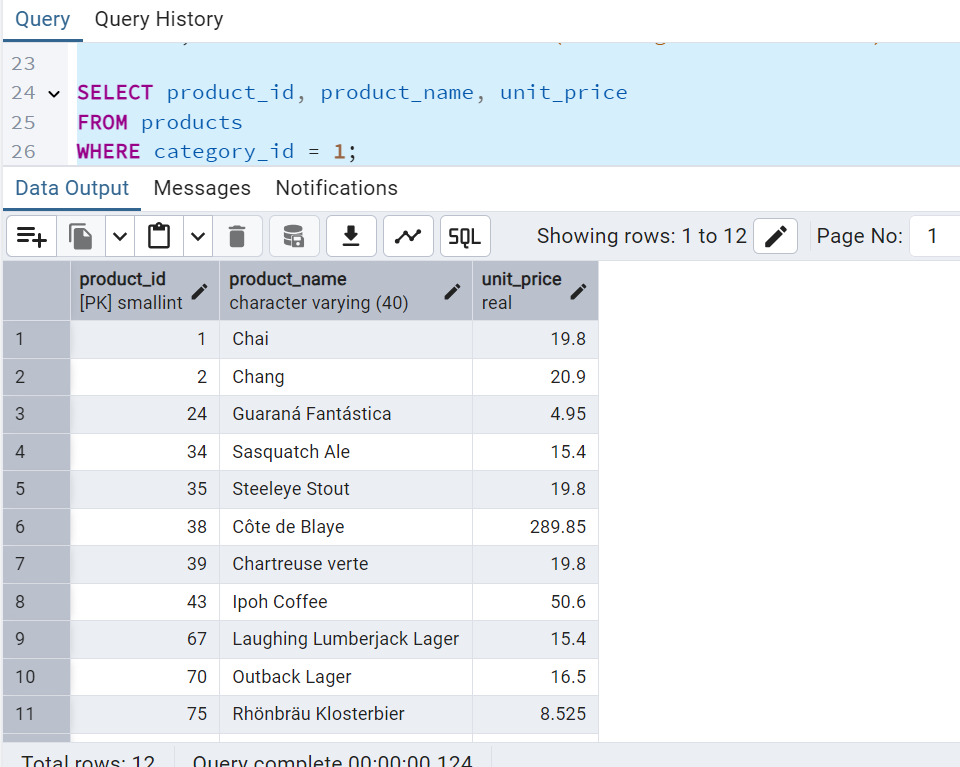 Query Query History
23
24 SELECT product_id, product_name, unit_price
25 FROM products
26 WHERE category_id = 1;
Data Output Messages Notifications
SQL Showing rows: 1 to 12 Page No: 1
product_id product_name unit_price
[PK] smallint character varying (40) real
1 1 Chai 19.8
2 2 Chang 20.9
3 24 Guaraná Fantástica 4.95
4 34 Sasquatch Ale 15.4
5 35 Steeleye Stout 19.8
6 38 Côte de Blaye 289.85
7 39 Chartreuse verte 19.8
8 43 Ipoh Coffee 50.6
9 67 Laughing Lumberjack Lager 15.4
10 70 Outback Lager 16.5
11 75 Rhönbräu Klosterbier 8.525
Total rows: 12 Query complete 00:00:00.124